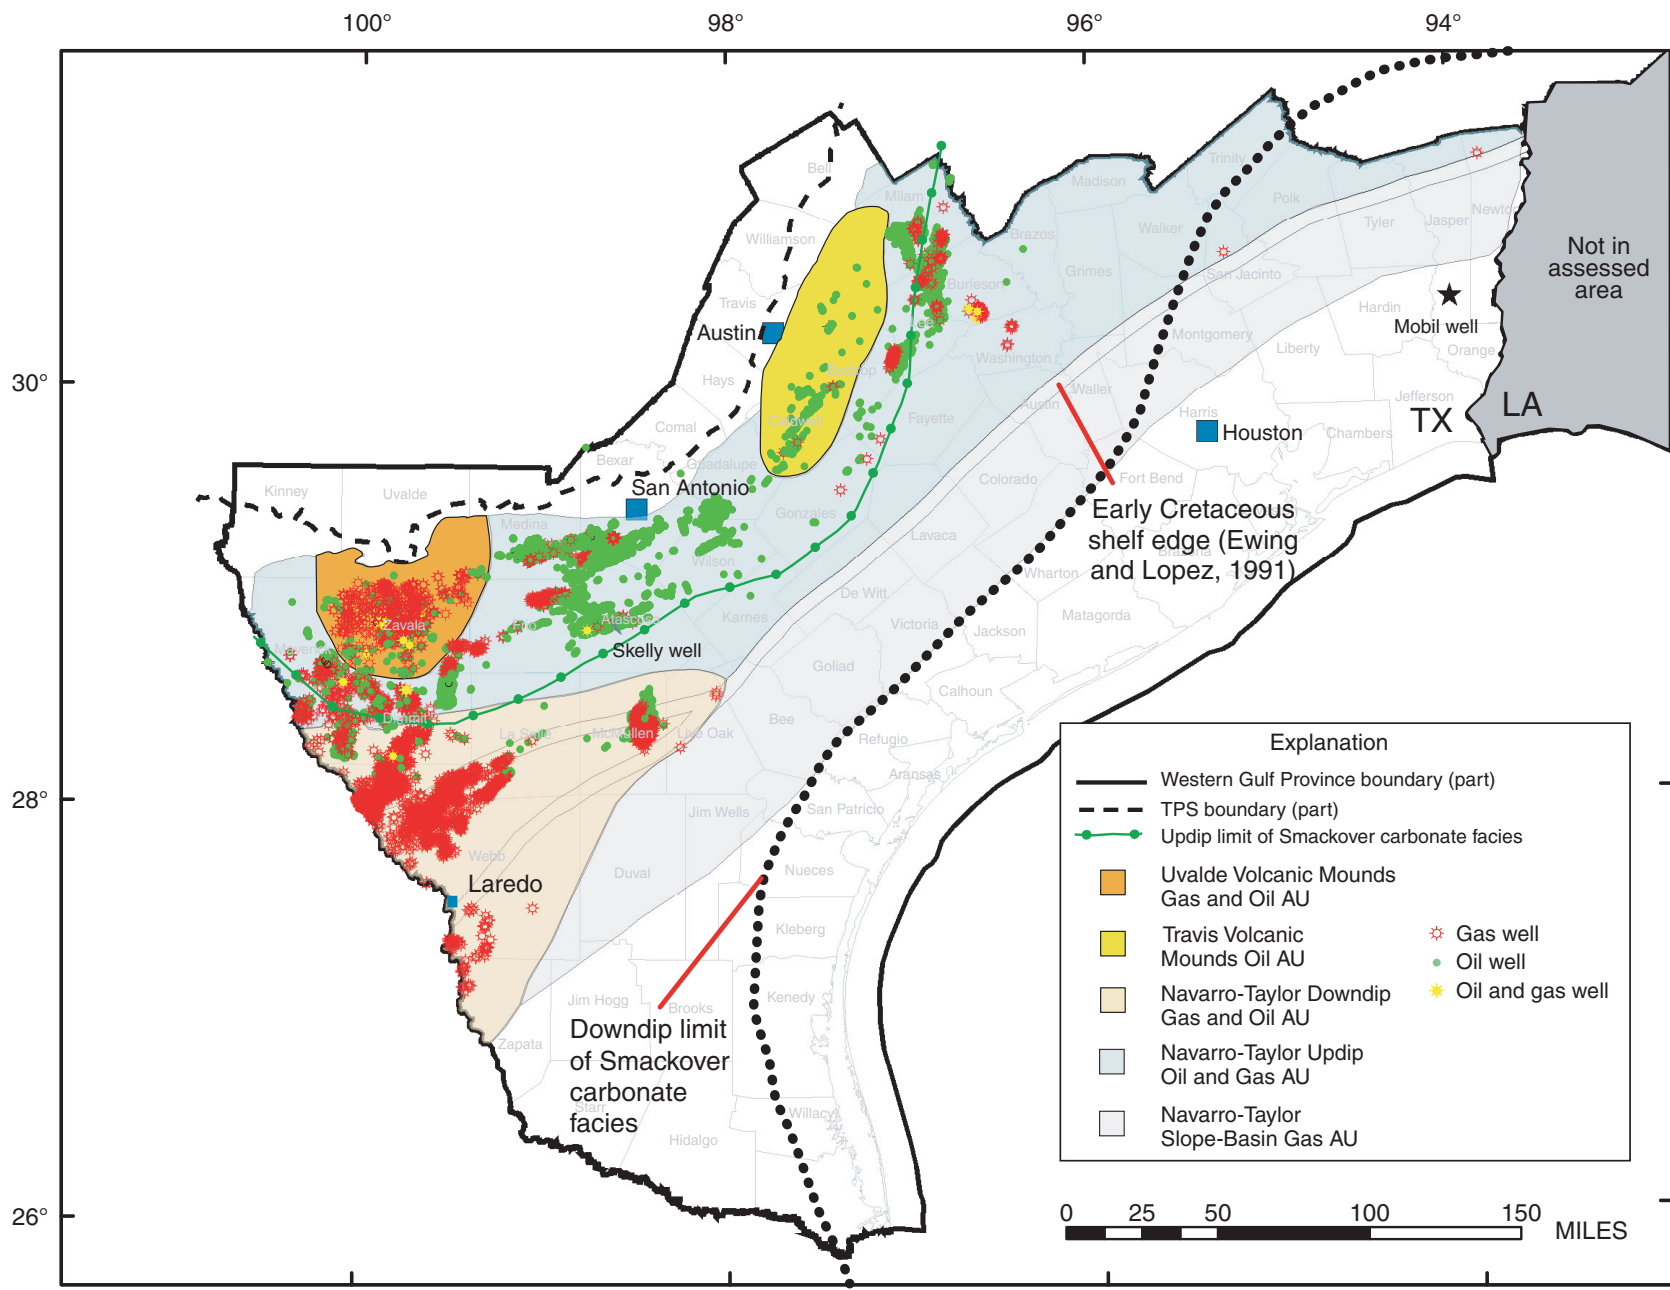 100°
98°
96°
94°
30°
28°
26°
Bell
Milam
Madison
Trinity
Polk
Tyler
Jasper
Newto
Williamson
Brazos
Walker
Grimes
San Jacinto
Hardin
Not in
assessed
area
Travis
Burleson
Lee
Austin
Washington
Montgomery
Liberty
Mobil well
Orange
Hays
Bastrop
Waller
Austin
Jefferson
TX
LA
Comal
Caldwell
Fayette
Harris
Houston
Chambers
Bexar
Guadalupe
Colorado
Fort Bend
Kinney
Uvalde
San Antonio
Medina
Gonzales
Lavaca
Early Cretaceous
shelf edge (Ewing
and Lopez, 1991)
Brazoria
Wilson
Wharton
De Witt
Matagorda
Zavala
Frio
Atascosa
Karnes
Victoria
Jackson
Maverick
Skelly well
Goliad
Calhoun
Dimmit
La Salle
McMullen
Live Oak
Bee
Refugio
Aransas
Jim Wells
San Patricio
Webb
Laredo
Duval
Nueces
Kleberg
Jim Hogg
Brooks
Kenedy
Zapata
Downdip limit
of Smackover
carbonate
facies
Starr
Hidalgo
Willacy
Explanation
Western Gulf Province boundary (part)
TPS boundary (part)
Updip limit of Smackover carbonate facies
Uvalde Volcanic Mounds
Gas and Oil AU
Travis Volcanic
Mounds Oil AU
Navarro-Taylor Downdip
Gas and Oil AU
Navarro-Taylor Updip
Oil and Gas AU
Navarro-Taylor
Slope-Basin Gas AU
Gas well
Oil well
Oil and gas well
0 25 50 100 150
MILES